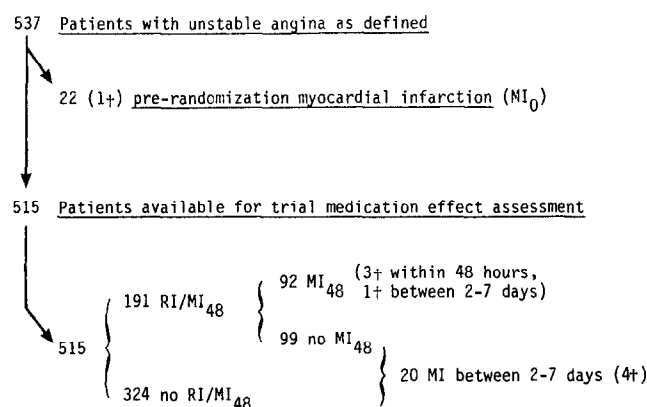 537 Patients with unstable angina as defined
22 (1†) pre-randomization myocardial infarction (MI0)
515 Patients available for trial medication effect assessment
92 MI48 (3† within 48 hours,
1† between 2-7 days)
191 RI/MI48
99 no MI48
515
20 MI between 2-7 days (4†)
324 no RI/MI48